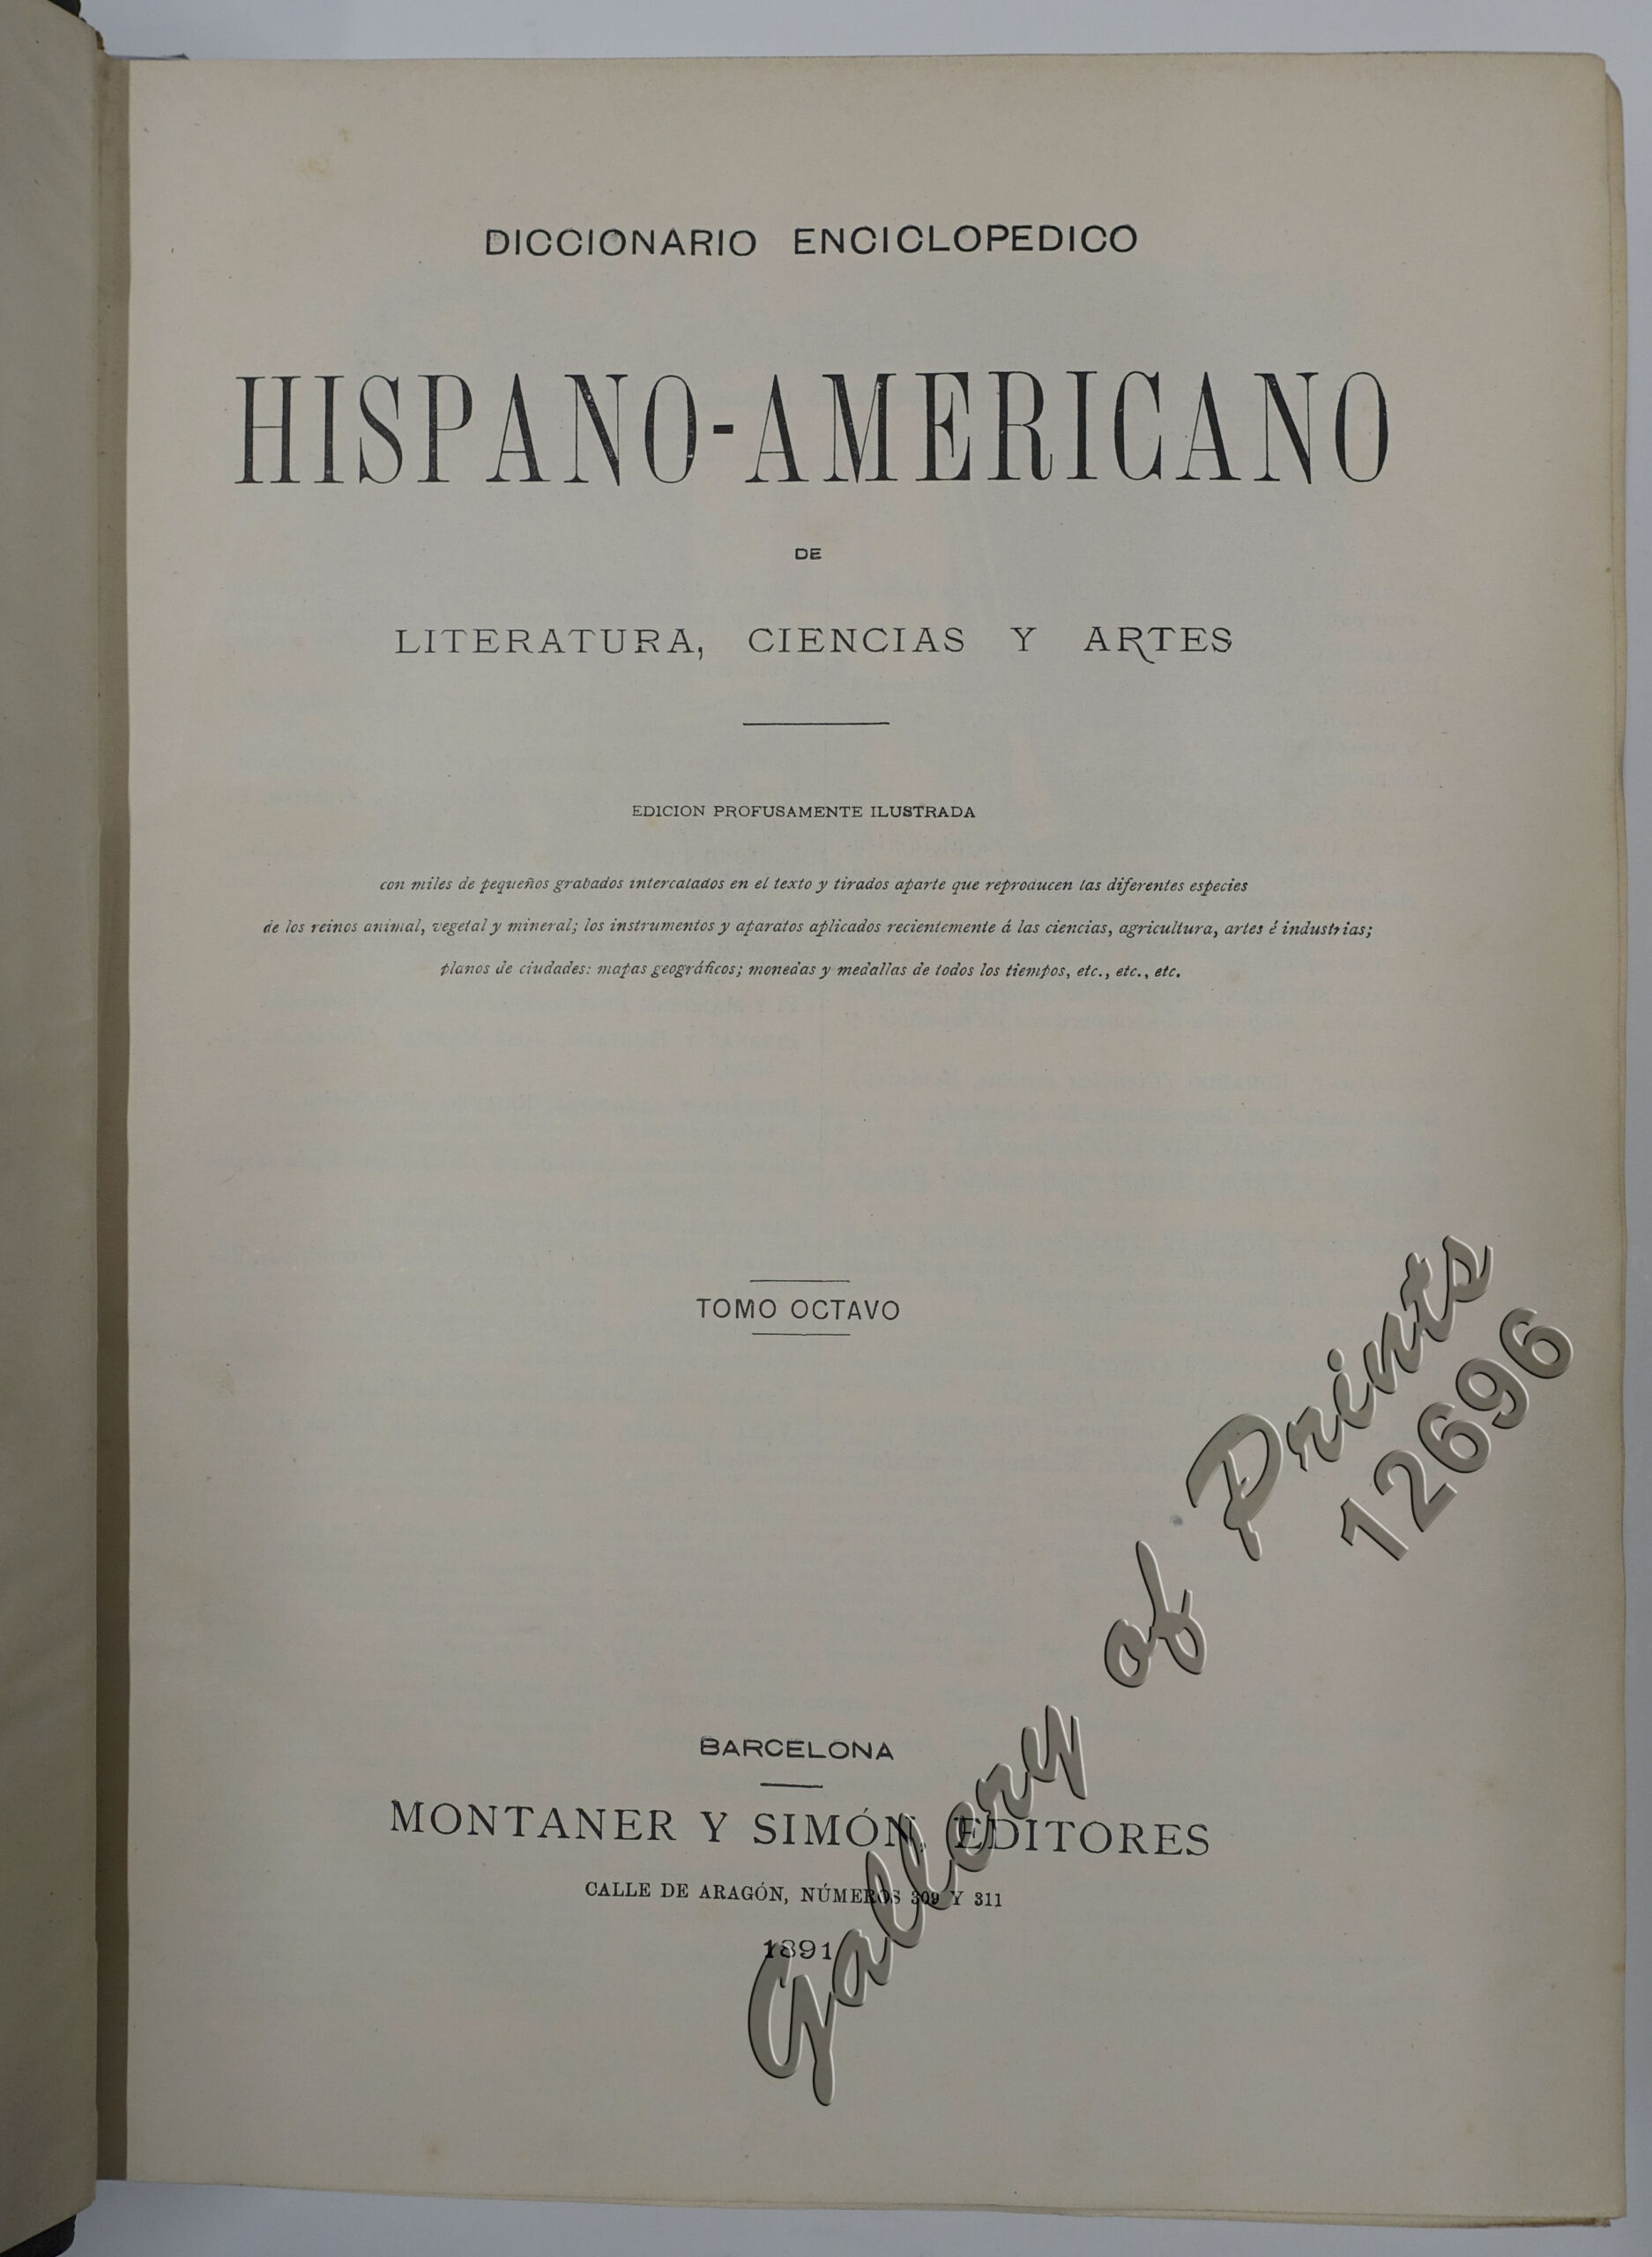 DICCIONARIO ENCICLOPEDICO
HISPANO-AMERICANO
DE
LITERATURA, CIENCIAS Y ARTES
EDICION PROFUSAMENTE ILUSTRADA
con miles de pequeños grabados intercalados en el texto y tirados aparte que reproducen las diferentes especies
de los reinos animal, vegetal y mineral; los instrumentos y aparatos aplicados recientemente á las ciencias, agricultura, artes é industrias;
planos de ciudades: mapas geográficos; monedas y medallas de todos los tiempos, etc., etc., etc.
TOMO OCTAVO
BARCELONA
MONTANER Y SIMÓN, EDITORES
CALLE DE ARAGÓN, NÚMEROS 309 Y 311
1891
Gallery of Prints
12696